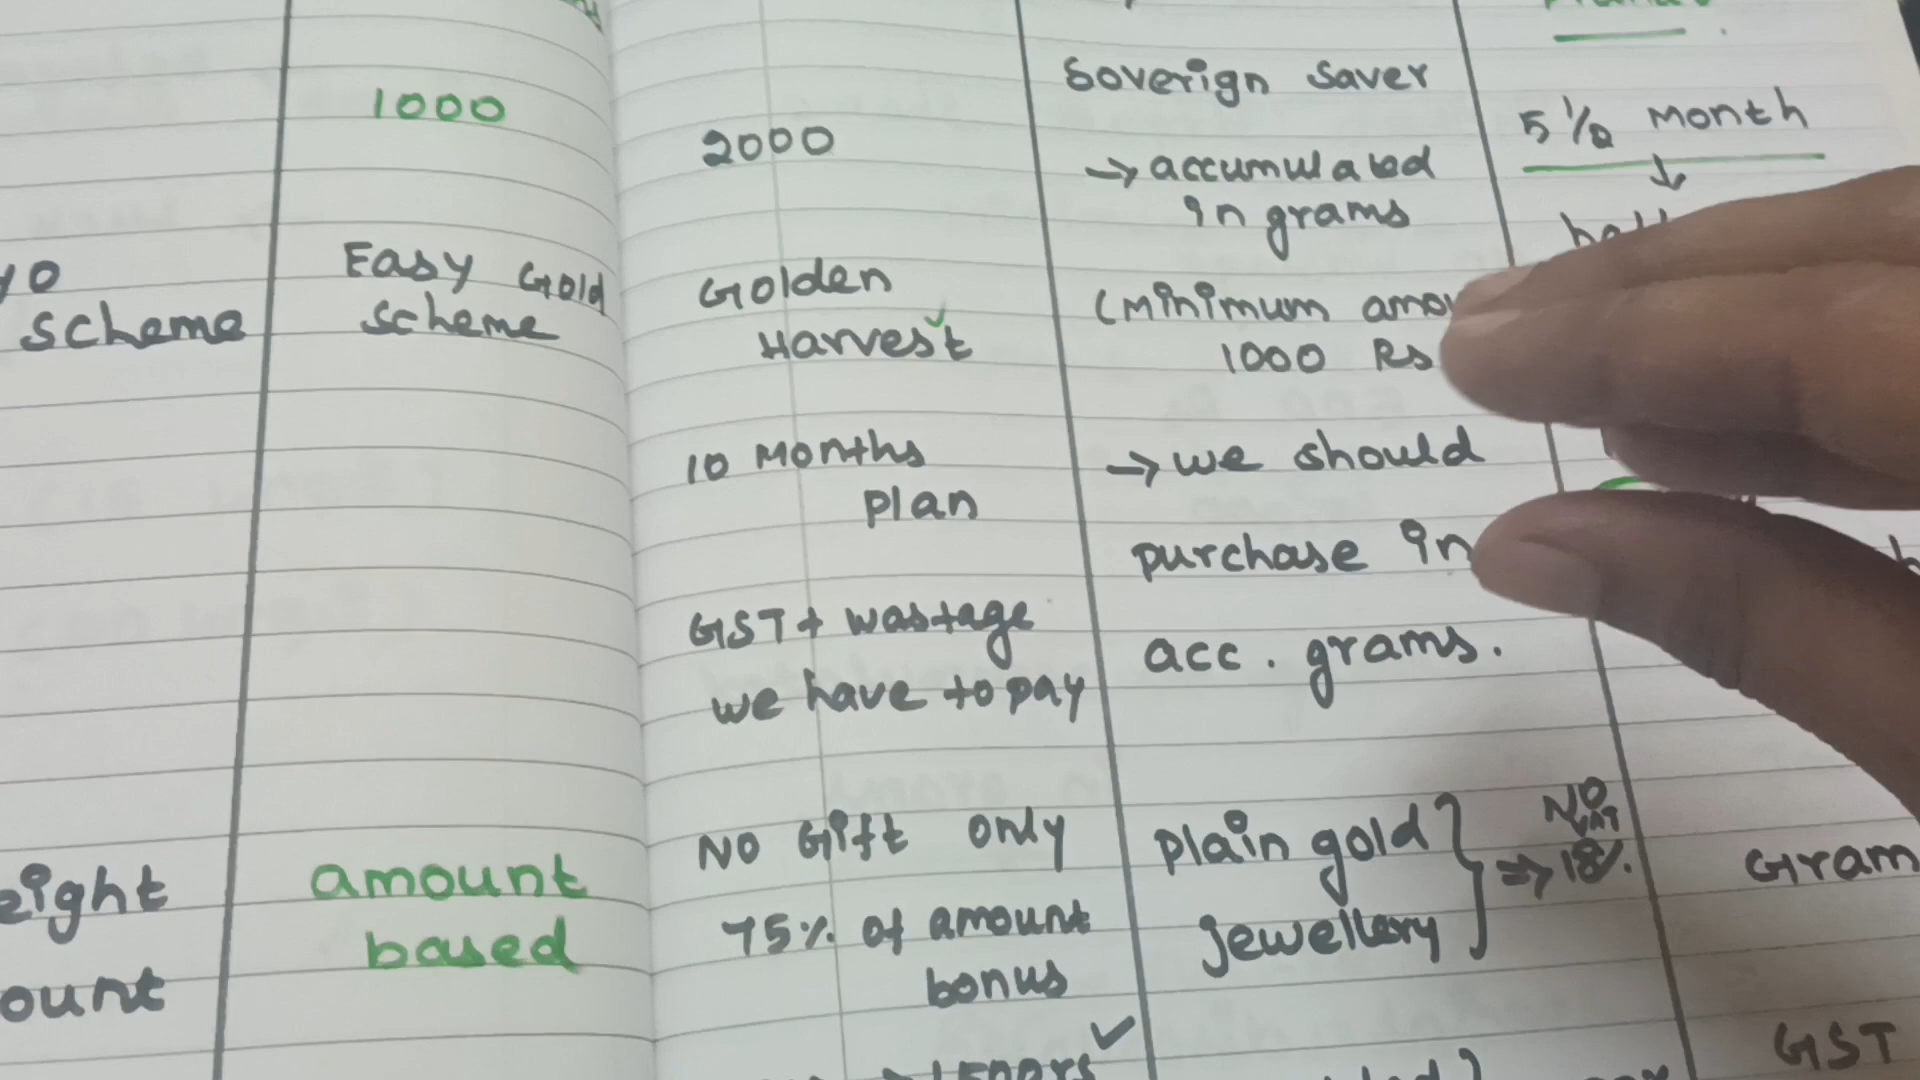 1000
Easy Gold
scheme
amount
based
scheme
ount
2000
Golden
Harvest
10 Months
plan
GST + wastage
we have to pay
NO Gift only
75% of amount
bonus
Soverign saver
→ accumulated
in grams
(Minimum
1000 Rs
→ we should
purchase in
acc. grams.
plain gold
jewellery
⇒ NO VAT
18%.
5 1/2 Month
Gram
GST